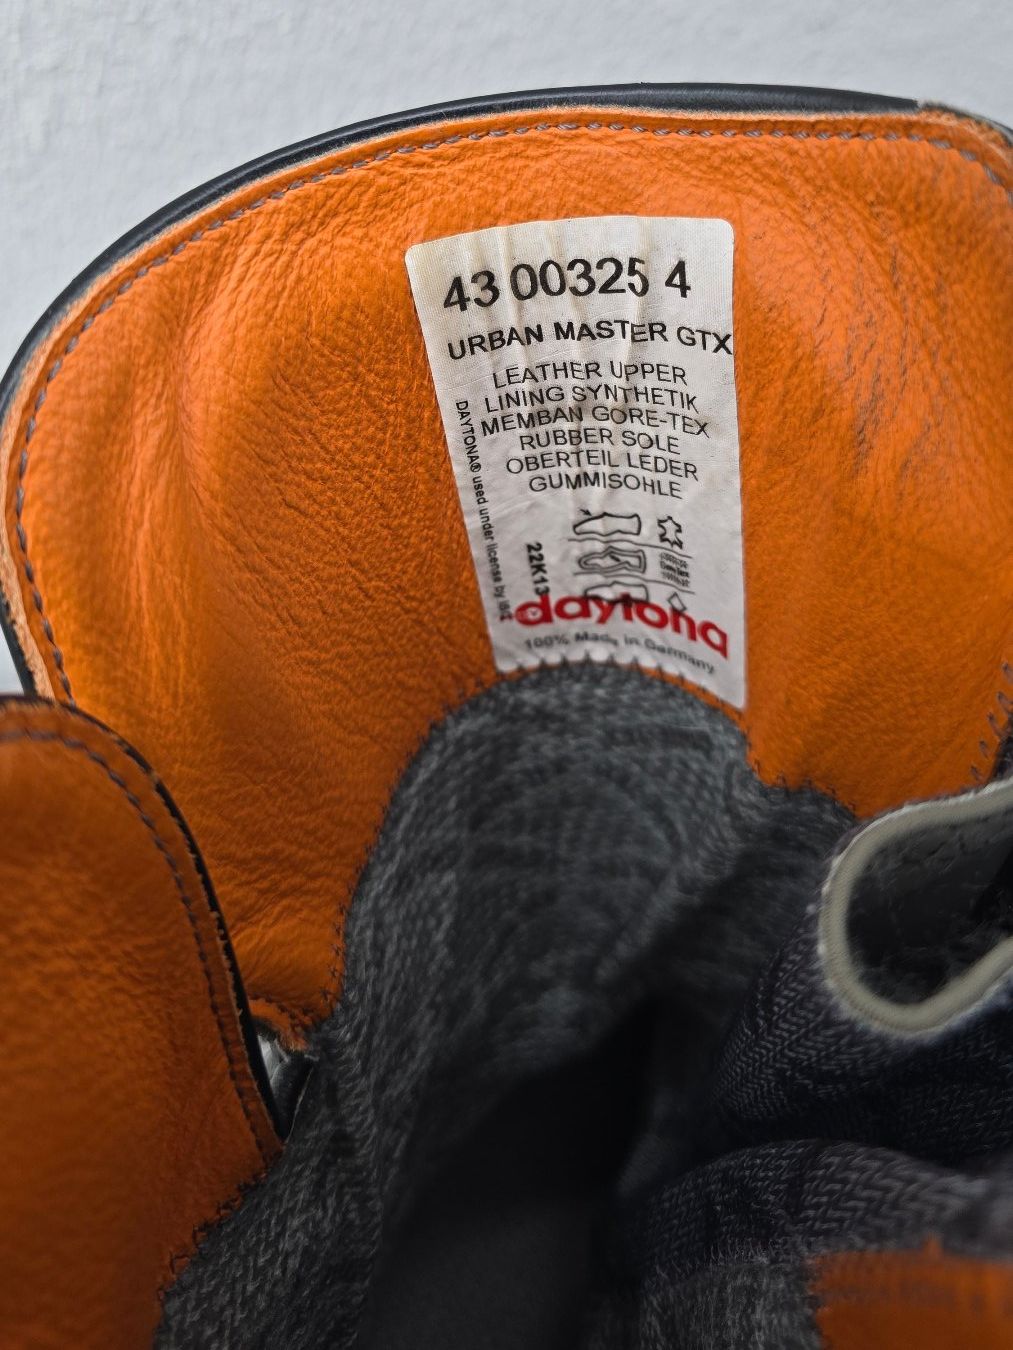 43 00325 4
URBAN MASTER GTX
LEATHER UPPER
LINING SYNTHETIK
MEMBAN GORE-TEX
RUBBER SOLE
OBERTEIL LEDER
GUMMISOHLE
DAYTONA® used under license by
22K13
daytona
100% Made in Germany